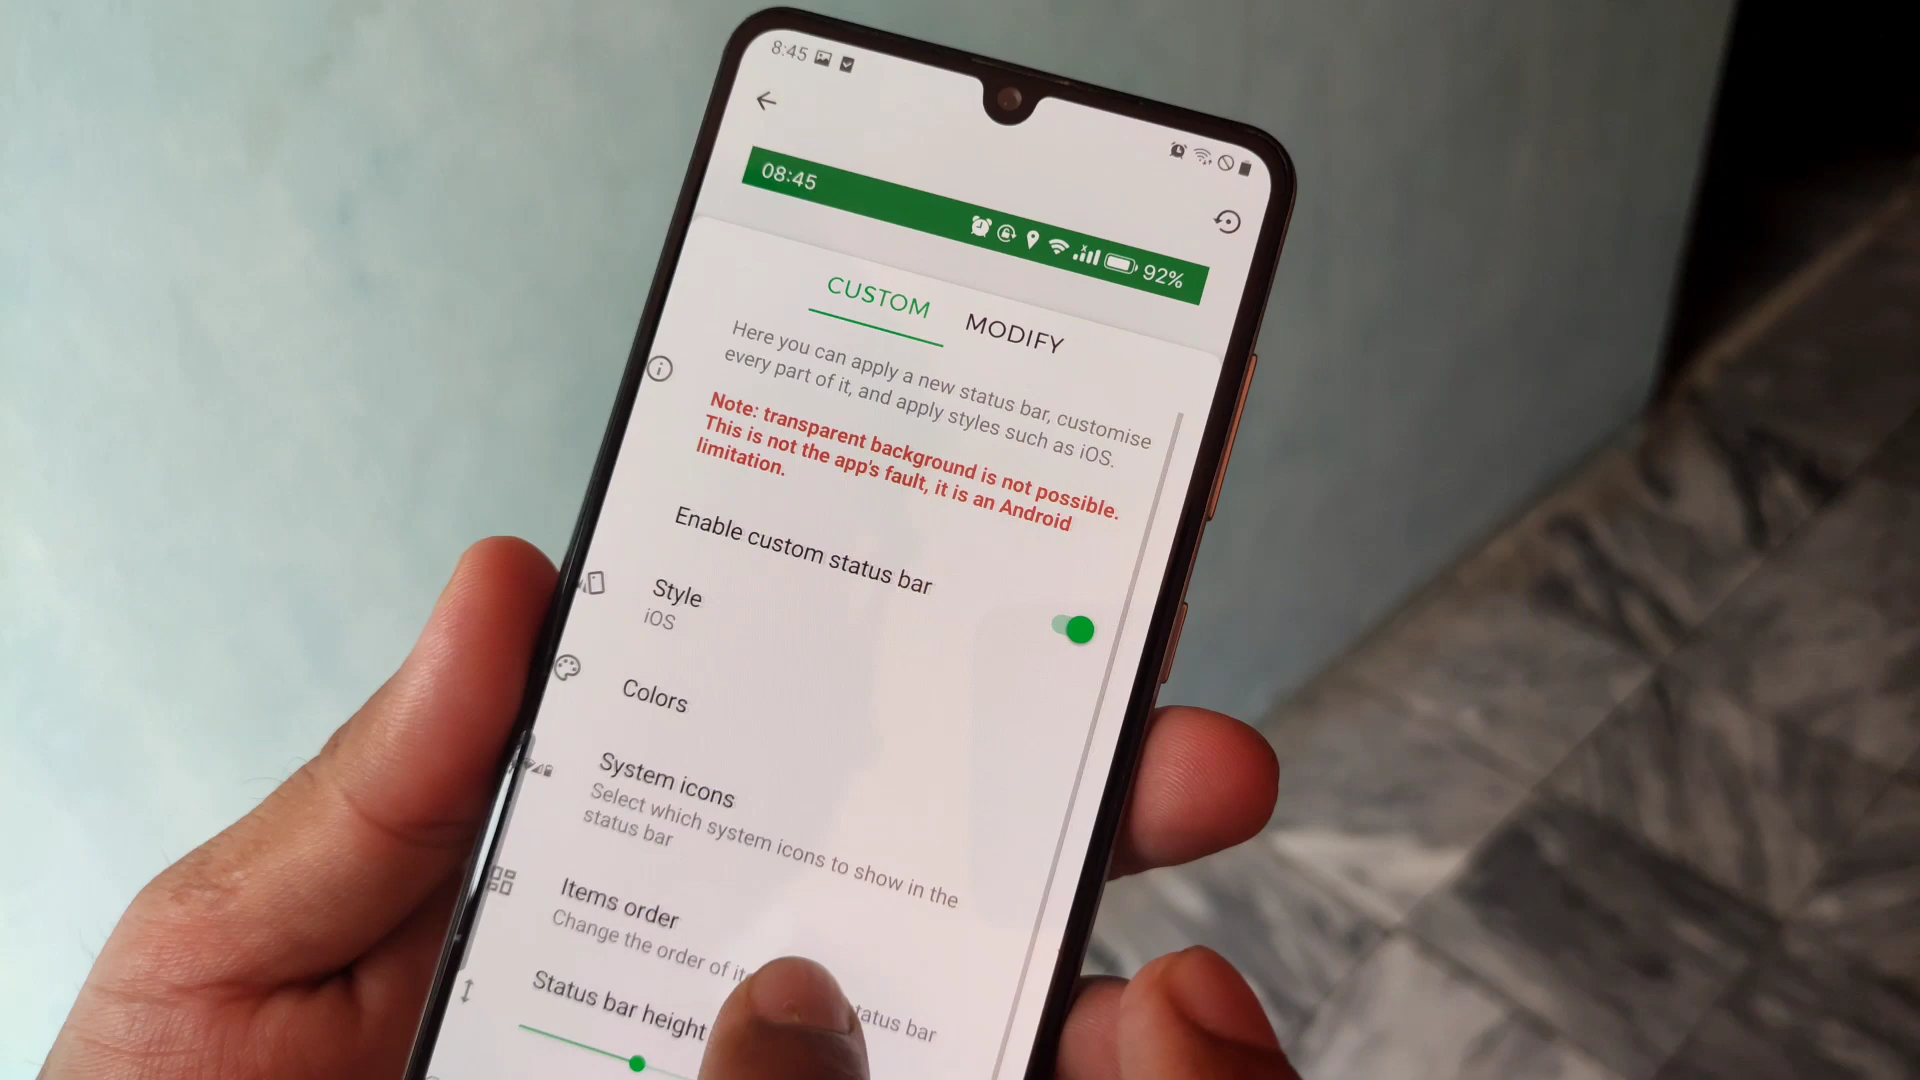 8:45
08:45
92%
CUSTOM
MODIFY
Here you can apply a new status bar, customise
every part of it, and apply styles such as iOS.
Note: transparent background is not possible.
This is not the app's fault, it is an Android
limitation.
Enable custom status bar
Style
iOS
Colors
System icons
Select which system icons to show in the
status bar
Items order
Change the order of
status bar
Status bar height